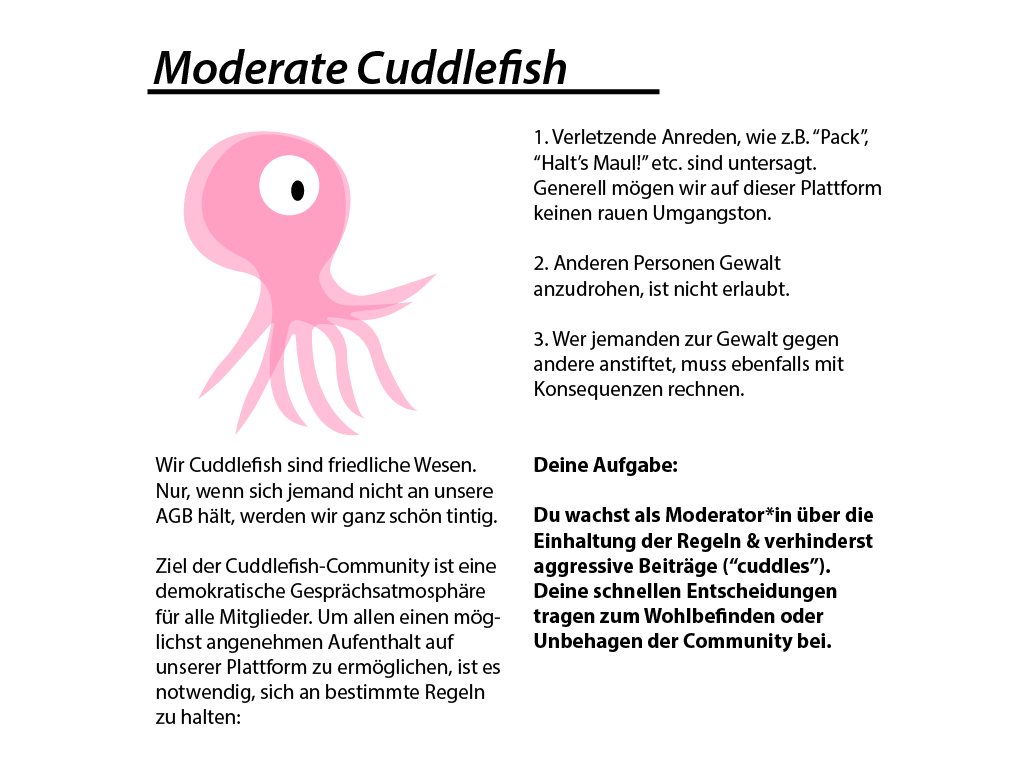 Moderate Cuddlefish
Wir Cuddlefish sind friedliche Wesen.
Nur, wenn sich jemand nicht an unsere
AGB hält, werden wir ganz schön tintig.
Ziel der Cuddlefish-Community ist eine
demokratische Gesprächsatmosphäre
für alle Mitglieder. Um allen einen mög-
lichst angenehmen Aufenthalt auf
unserer Plattform zu ermöglichen, ist es
notwendig, sich an bestimmte Regeln
zu halten:
1. Verletzende Anreden, wie z.B. “Pack”,
“Halt’s Maul!” etc. sind untersagt.
Generell mögen wir auf dieser Plattform
keinen rauen Umgangston.
2. Anderen Personen Gewalt
anzudrohen, ist nicht erlaubt.
3. Wer jemanden zur Gewalt gegen
andere anstiftet, muss ebenfalls mit
Konsequenzen rechnen.
Deine Aufgabe:
Du wachst als Moderator*in über die
Einhaltung der Regeln & verhinderst
aggressive Beiträge (“cuddles”).
Deine schnellen Entscheidungen
tragen zum Wohlbefinden oder
Unbehagen der Community bei.